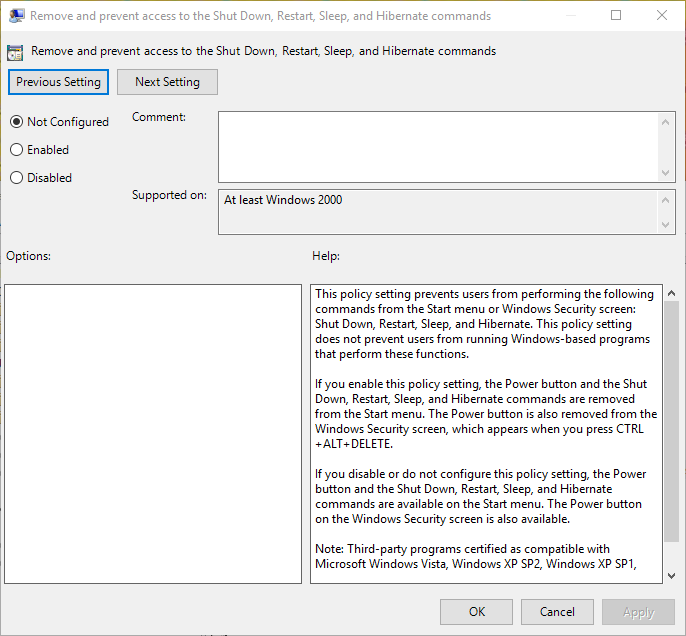 Remove and prevent access to the Shut Down, Restart, Sleep, and Hibernate commands
Remove and prevent access to the Shut Down, Restart, Sleep, and Hibernate commands
Previous Setting
Next Setting
Not Configured
Enabled
Disabled
Comment:
Supported on:
At least Windows 2000
Options:
Help:
This policy setting prevents users from performing the following
commands from the Start menu or Windows Security screen:
Shut Down, Restart, Sleep, and Hibernate. This policy setting
does not prevent users from running Windows-based programs
that perform these functions.
If you enable this policy setting, the Power button and the Shut
Down, Restart, Sleep, and Hibernate commands are removed
from the Start menu. The Power button is also removed from the
Windows Security screen, which appears when you press CTRL
+ALT+DELETE.
If you disable or do not configure this policy setting, the Power
button and the Shut Down, Restart, Sleep, and Hibernate
commands are available on the Start menu. The Power button
on the Windows Security screen is also available.
Note: Third-party programs certified as compatible with
Microsoft Windows Vista, Windows XP SP2, Windows XP SP1,
OK
Cancel
Apply